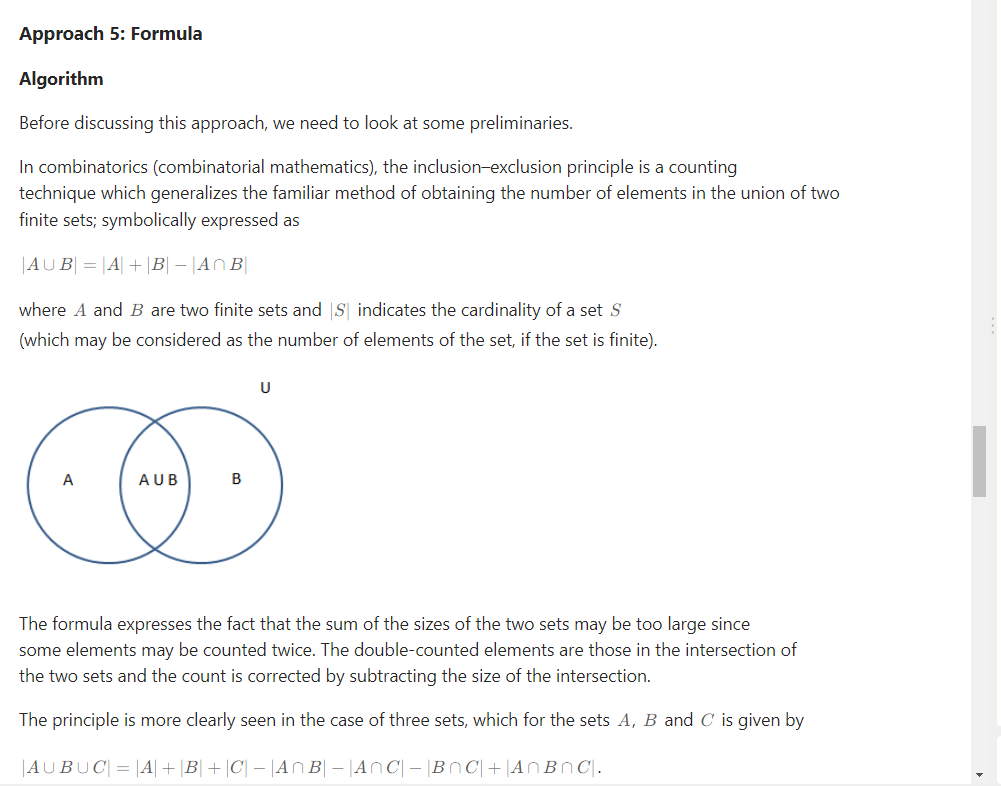 Approach 5: Formula
Algorithm
Before discussing this approach, we need to look at some preliminaries.
In combinatorics (combinatorial mathematics), the inclusion–exclusion principle is a counting
technique which generalizes the familiar method of obtaining the number of elements in the union of two
finite sets; symbolically expressed as
|A ∪ B| = |A| + |B| − |A ∩ B|
where A and B are two finite sets and |S| indicates the cardinality of a set S
(which may be considered as the number of elements of the set, if the set is finite).
U
A A U B B
The formula expresses the fact that the sum of the sizes of the two sets may be too large since
some elements may be counted twice. The double-counted elements are those in the intersection of
the two sets and the count is corrected by subtracting the size of the intersection.
The principle is more clearly seen in the case of three sets, which for the sets A, B and C is given by
|A ∪ B ∪ C| = |A| + |B| + |C| − |A ∩ B| − |A ∩ C| − |B ∩ C| + |A ∩ B ∩ C|.